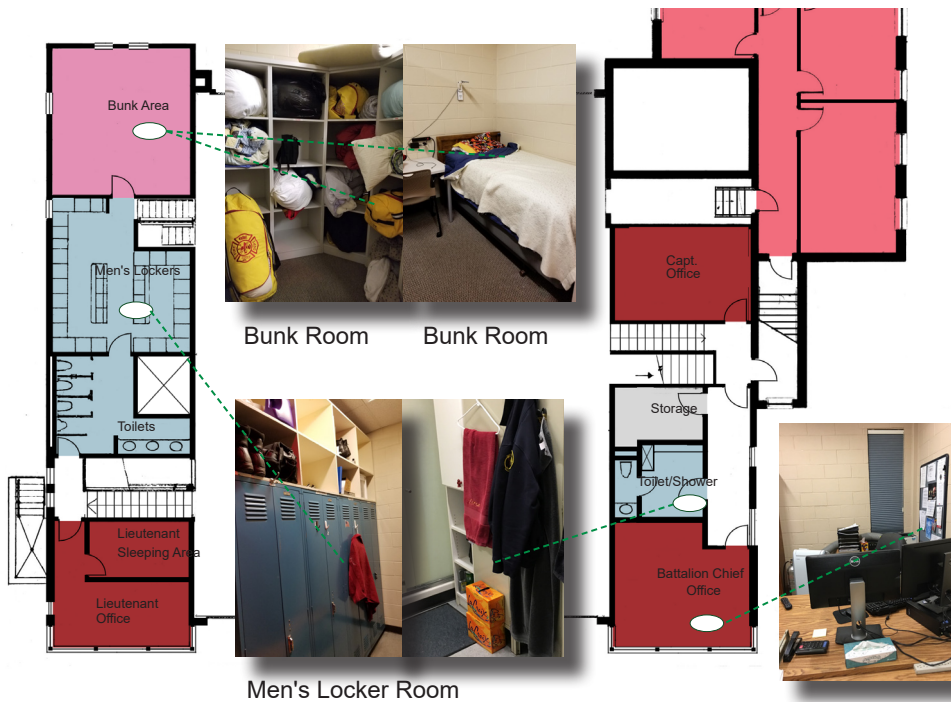 Bunk Area
Men's Lockers
Toilets
Lieutenant
Sleeping Area
Lieutenant
Office
Bunk Room
Bunk Room
Men's Locker Room
Capt.
Office
Storage
Toilet/Shower
Battalion Chief
Office